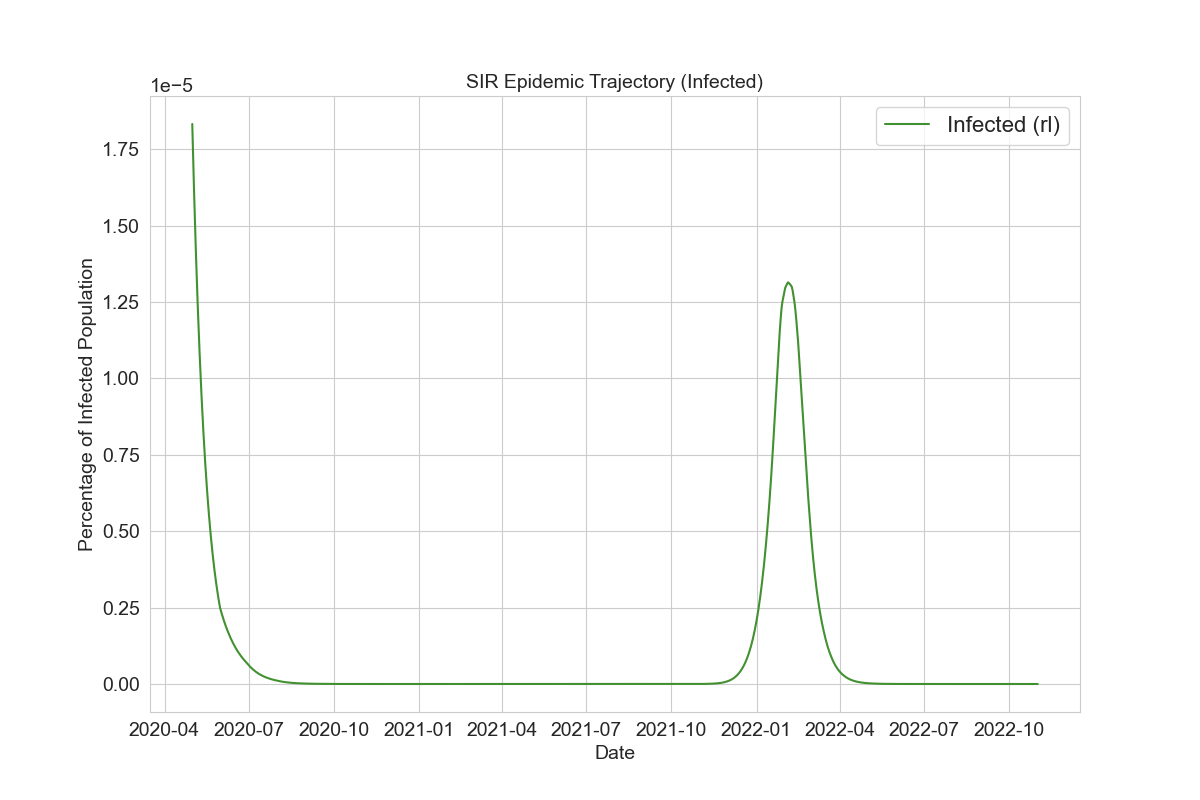 SIR Epidemic Trajectory (Infected)
1e−5
Infected (rl)
1.75
1.50
1.25
1.00
0.75
0.50
0.25
0.00
Percentage of Infected Population
2020-04 2020-07 2020-10 2021-01 2021-04 2021-07 2021-10 2022-01 2022-04 2022-07 2022-10
Date